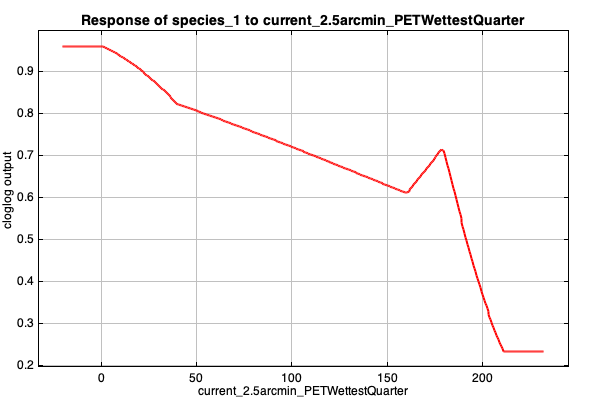 Response of species_1 to current_2.5arcmin_PETWettestQuarter
cloglog output
0.9
0.8
0.7
0.6
0.5
0.4
0.3
0.2
0 50 100 150 200
current_2.5arcmin_PETWettestQuarter